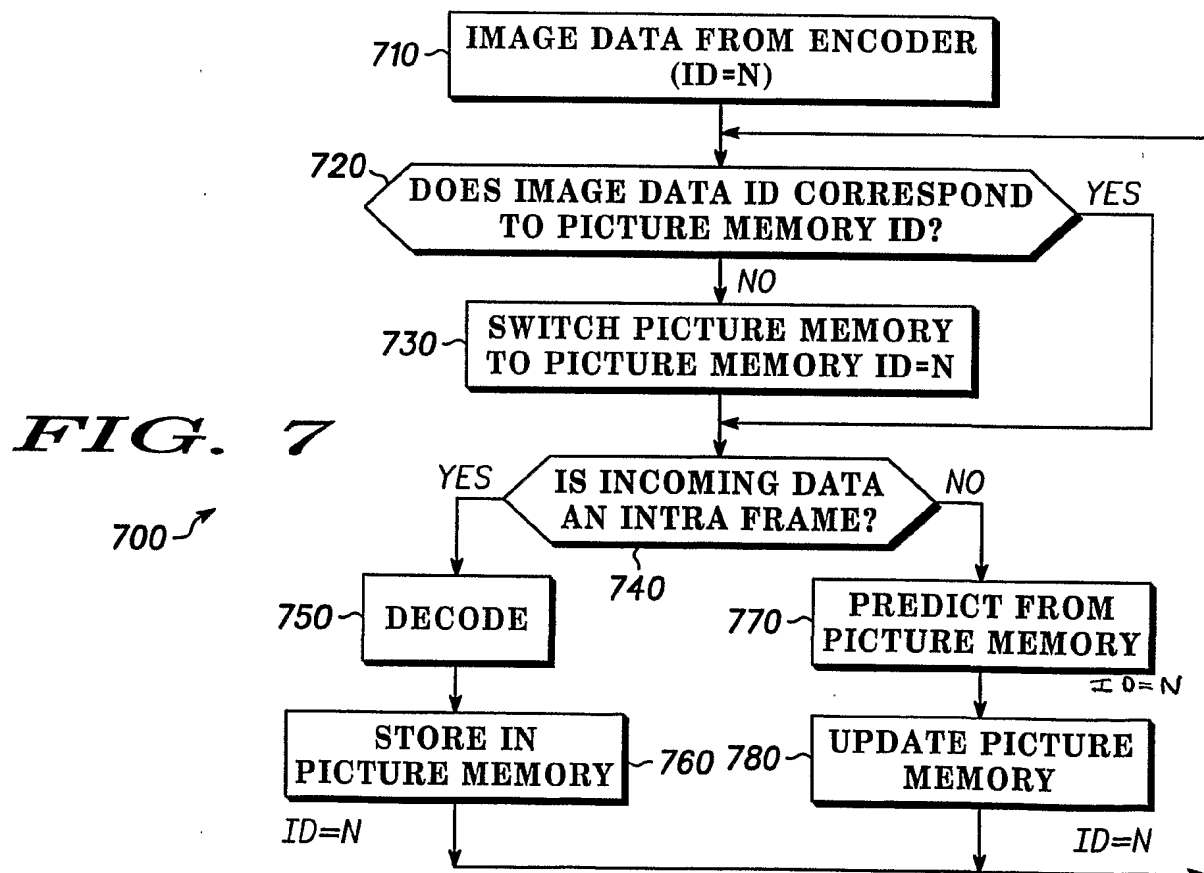 710
IMAGE DATA FROM ENCODER
(ID=N)
720
DOES IMAGE DATA ID CORRESPOND
TO PICTURE MEMORY ID?
YES
NO
730
SWITCH PICTURE MEMORY
TO PICTURE MEMORY ID=N
FIG. 7
700
YES
IS INCOMING DATA
AN INTRA FRAME?
NO
740
750
DECODE
770
PREDICT FROM
PICTURE MEMORY
ID=N
STORE IN
PICTURE MEMORY
760
780
UPDATE PICTURE
MEMORY
ID=N
ID=N